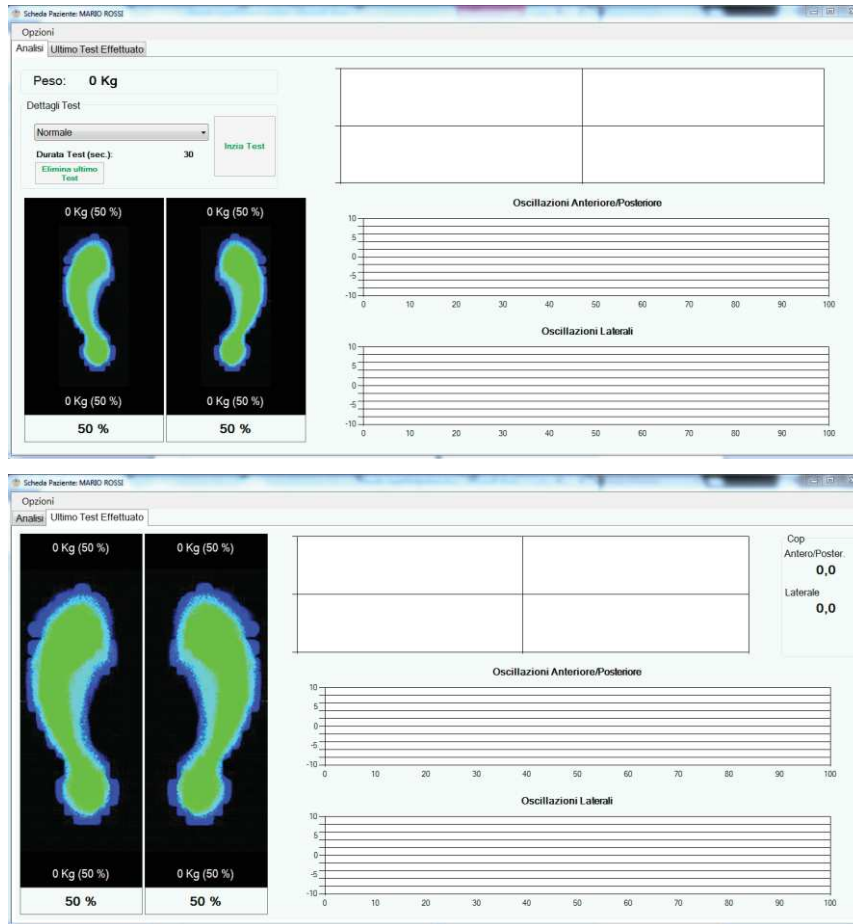 Scheda Paziente: MARIO ROSSI
Opzioni
Analisi Ultimo Test Effettuato
Peso: 0 Kg
Dettagli Test
Normale
Durata Test (sec.): 30
Elimina ultimo
Test
Inzia Test
0 Kg (50 %) 0 Kg (50 %)
0 Kg (50 %) 0 Kg (50 %)
50 % 50 %
Oscillazioni Anteriore/Posteriore
10
5
0
-5
-10
0 10 20 30 40 50 60 70 80 90 100
Oscillazioni Laterali
10
5
0
-5
-10
0 10 20 30 40 50 60 70 80 90 100
Scheda Paziente: MARIO ROSSI
Opzioni
Analisi Ultimo Test Effettuato
0 Kg (50 %) 0 Kg (50 %)
0 Kg (50 %) 0 Kg (50 %)
50 % 50 %
Cop
Antero/Poster.
0,0
Laterale
0,0
Oscillazioni Anteriore/Posteriore
10
5
0
-5
-10
0 10 20 30 40 50 60 70 80 90 100
Oscillazioni Laterali
10
5
0
-5
-10
0 10 20 30 40 50 60 70 80 90 100